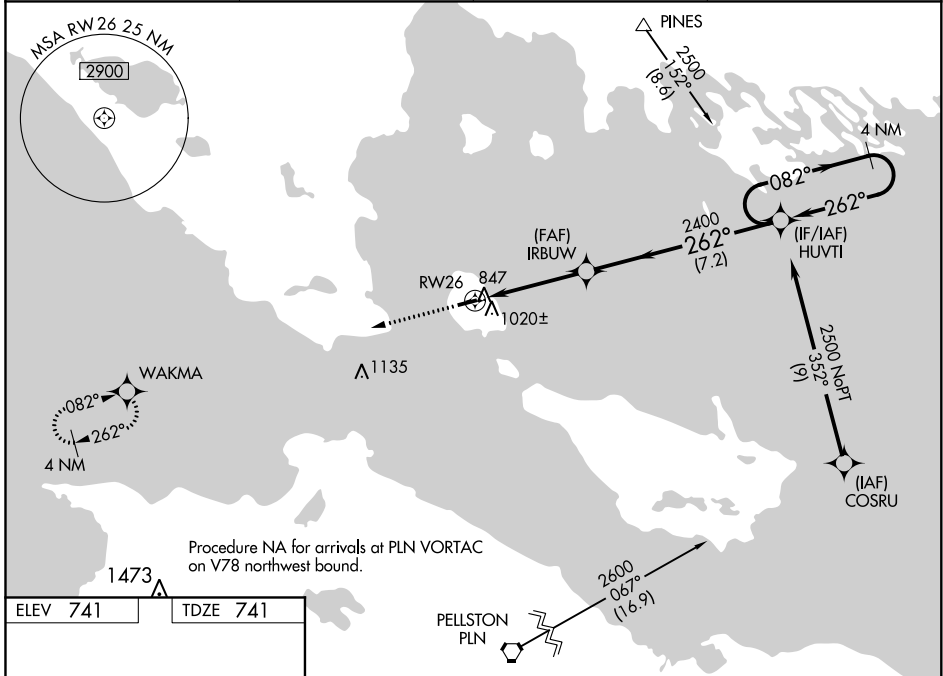 MSA RW26 25 NM
2900
PINES
2500
152°
(8.6)
4 NM
082°
262°
(IF/IAF)
HUVTI
2400
262°
(7.2)
(FAF)
IRBUW
RW26
847
1020±
1135
2500 NoPT
352°
(9)
(IAF)
COSRU
WAKMA
082°
262°
4 NM
Procedure NA for arrivals at PLN VORTAC
on V78 northwest bound.
1473
2600
067°
(16.9)
PELLSTON
PLN
ELEV 741
TDZE 741